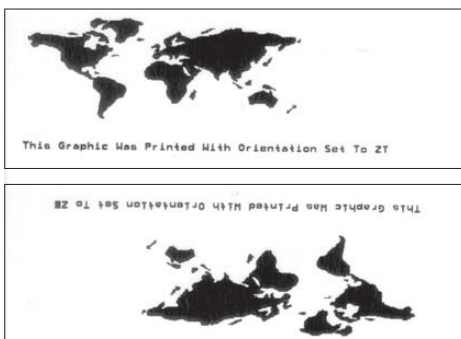 This Graphic Was Printed With Orientation Set To ZT
This Graphic Was Printed With Orientation Set To ZB